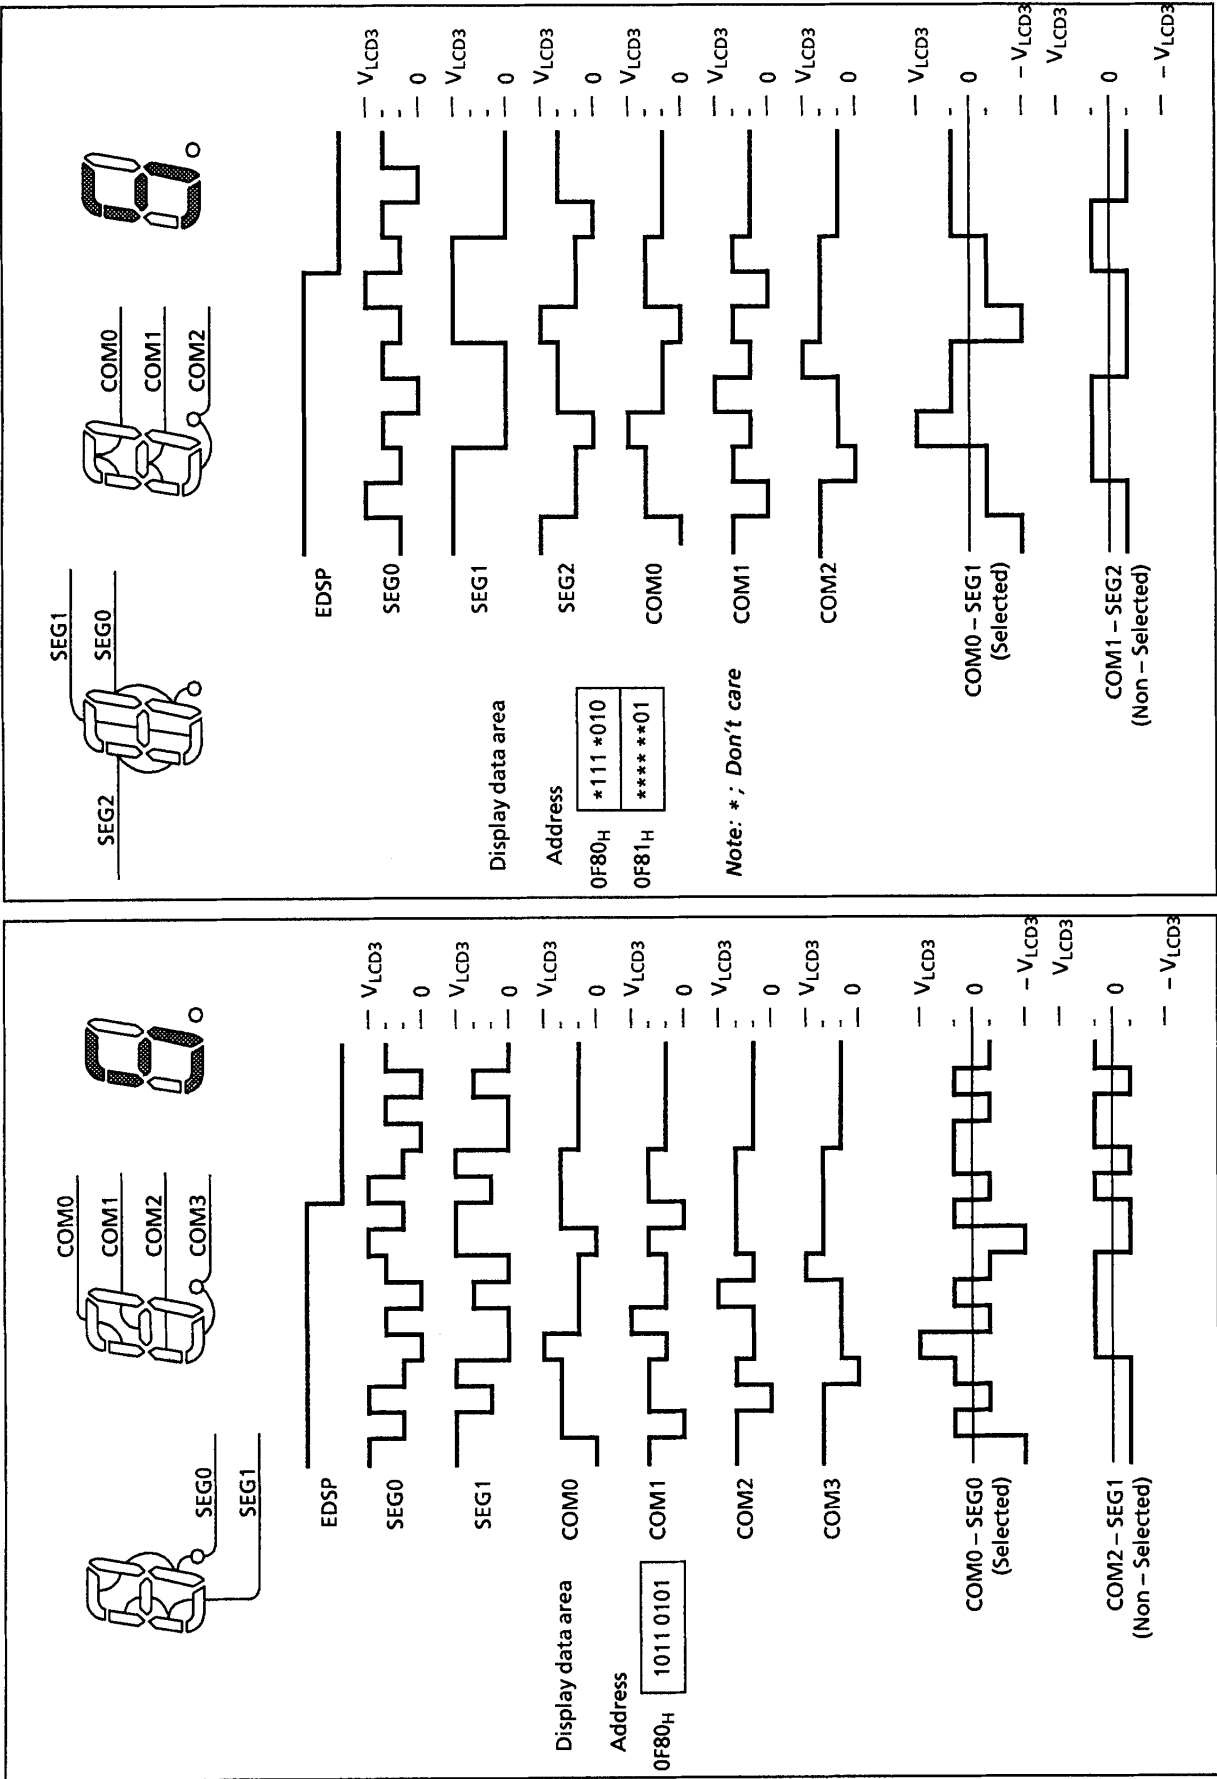 SEG2
SEG1
SEG0
COM0
COM1
COM2
EDSP
SEG0
VLCD3
0
SEG1
VLCD3
0
SEG2
VLCD3
0
COM0
VLCD3
0
COM1
VLCD3
0
COM2
VLCD3
0
COM0 – SEG1
(Selected)
VLCD3
0
– VLCD3
COM1 – SEG2
(Non – Selected)
VLCD3
0
– VLCD3
Display data area
Address
0F80H *111 *010
0F81H **** **01
Note: * ; Don't care
SEG0
SEG1
COM0
COM1
COM2
COM3
EDSP
SEG0
VLCD3
0
SEG1
VLCD3
0
COM0
VLCD3
0
COM1
VLCD3
0
COM2
VLCD3
0
COM3
VLCD3
0
COM0 – SEG0
(Selected)
VLCD3
0
– VLCD3
COM2 – SEG1
(Non – Selected)
VLCD3
0
– VLCD3
Display data area
Address
0F80H 1011 0101